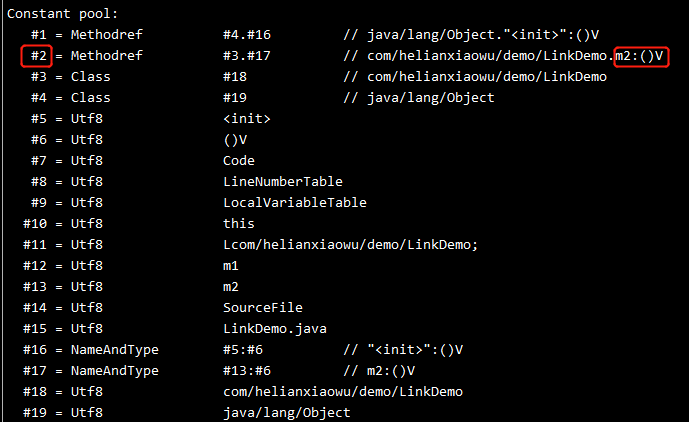 Constant pool:
#1 = Methodref #4.#16 // java/lang/Object."<init>":()V
#2 = Methodref #3.#17 // com/helianxiaowu/demo/LinkDemo.m2:()V
#3 = Class #18 // com/helianxiaowu/demo/LinkDemo
#4 = Class #19 // java/lang/Object
#5 = Utf8 <init>
#6 = Utf8 ()V
#7 = Utf8 Code
#8 = Utf8 LineNumberTable
#9 = Utf8 LocalVariableTable
#10 = Utf8 this
#11 = Utf8 Lcom/helianxiaowu/demo/LinkDemo;
#12 = Utf8 m1
#13 = Utf8 m2
#14 = Utf8 SourceFile
#15 = Utf8 LinkDemo.java
#16 = NameAndType #5:#6 // "<init>":()V
#17 = NameAndType #13:#6 // m2:()V
#18 = Utf8 com/helianxiaowu/demo/LinkDemo
#19 = Utf8 java/lang/Object